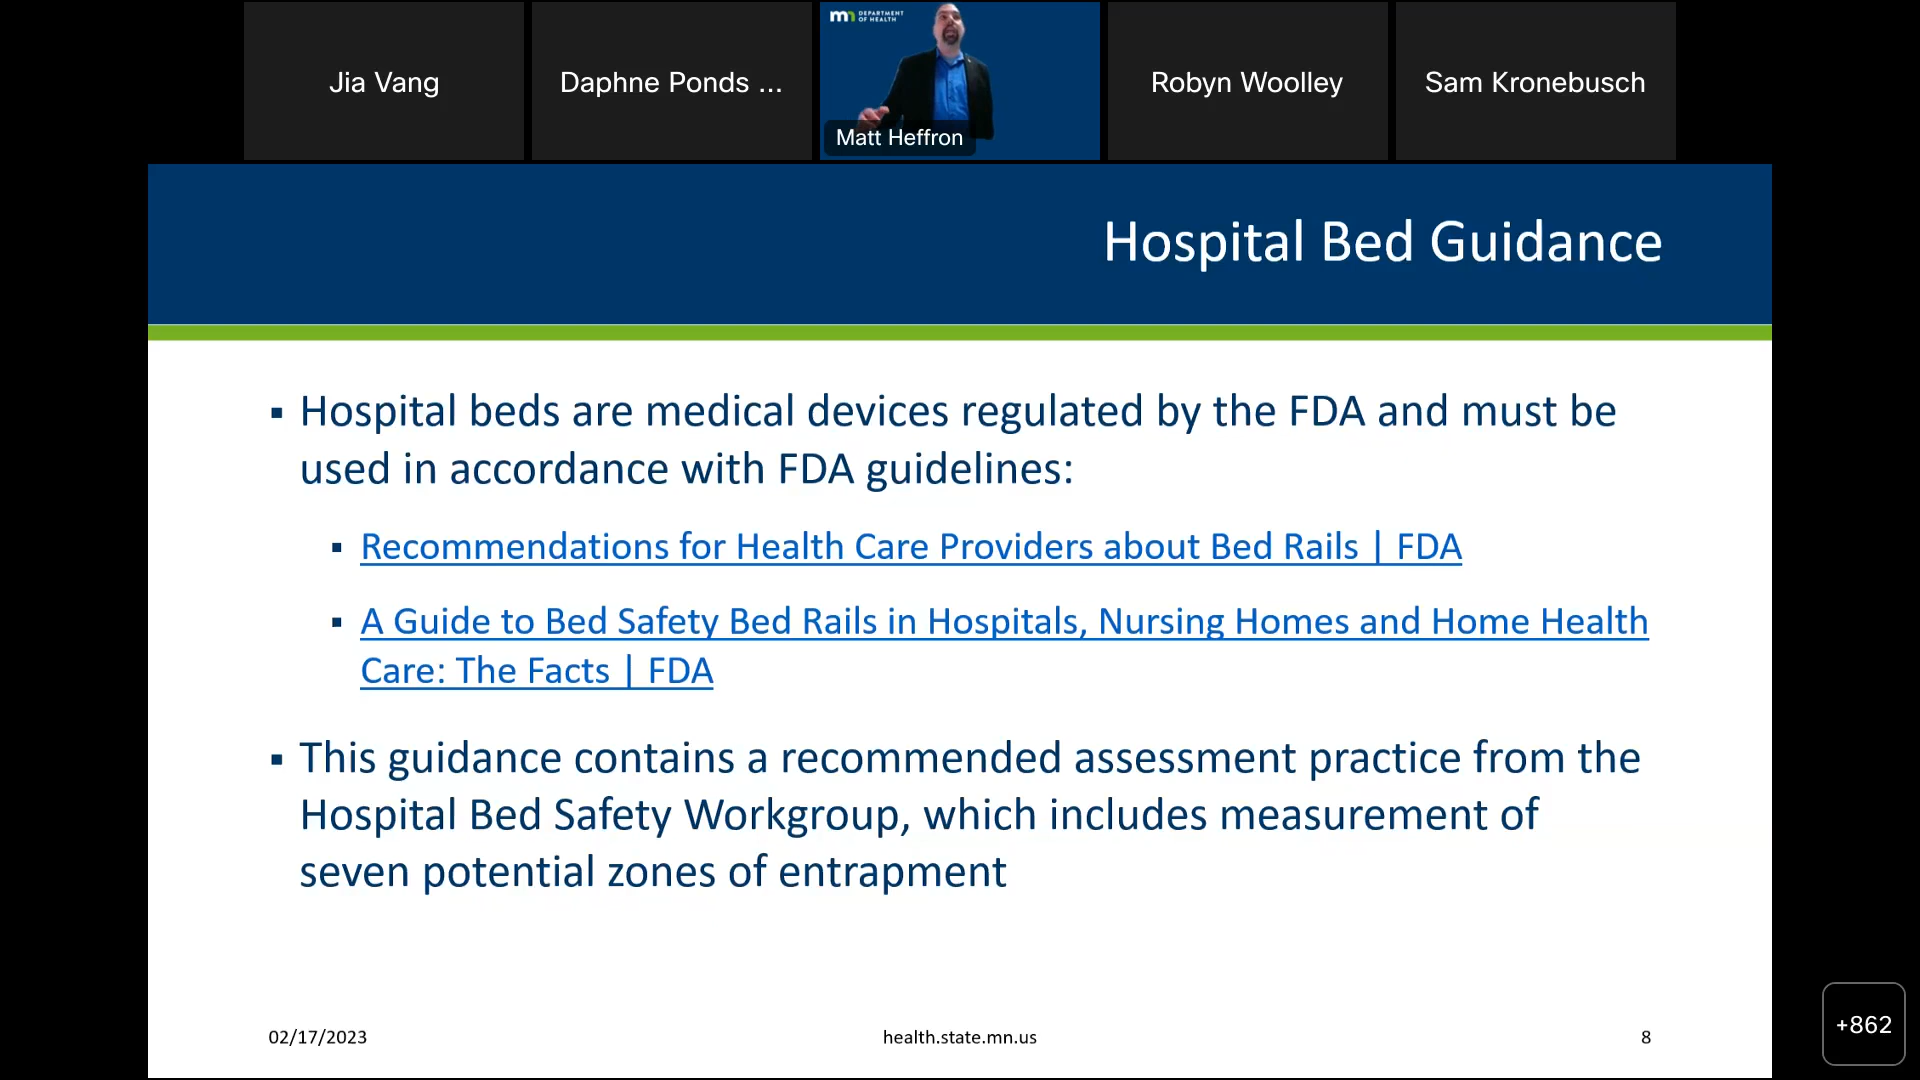 Jia Vang
Daphne Ponds ...
mn DEPARTMENT
OF HEALTH
Matt Heffron
Robyn Woolley
Sam Kronebusch
Hospital Bed Guidance
▪ Hospital beds are medical devices regulated by the FDA and must be
used in accordance with FDA guidelines:
▪ Recommendations for Health Care Providers about Bed Rails | FDA
▪ A Guide to Bed Safety Bed Rails in Hospitals, Nursing Homes and Home Health
Care: The Facts | FDA
▪ This guidance contains a recommended assessment practice from the
Hospital Bed Safety Workgroup, which includes measurement of
seven potential zones of entrapment
02/17/2023
health.state.mn.us
8
+862